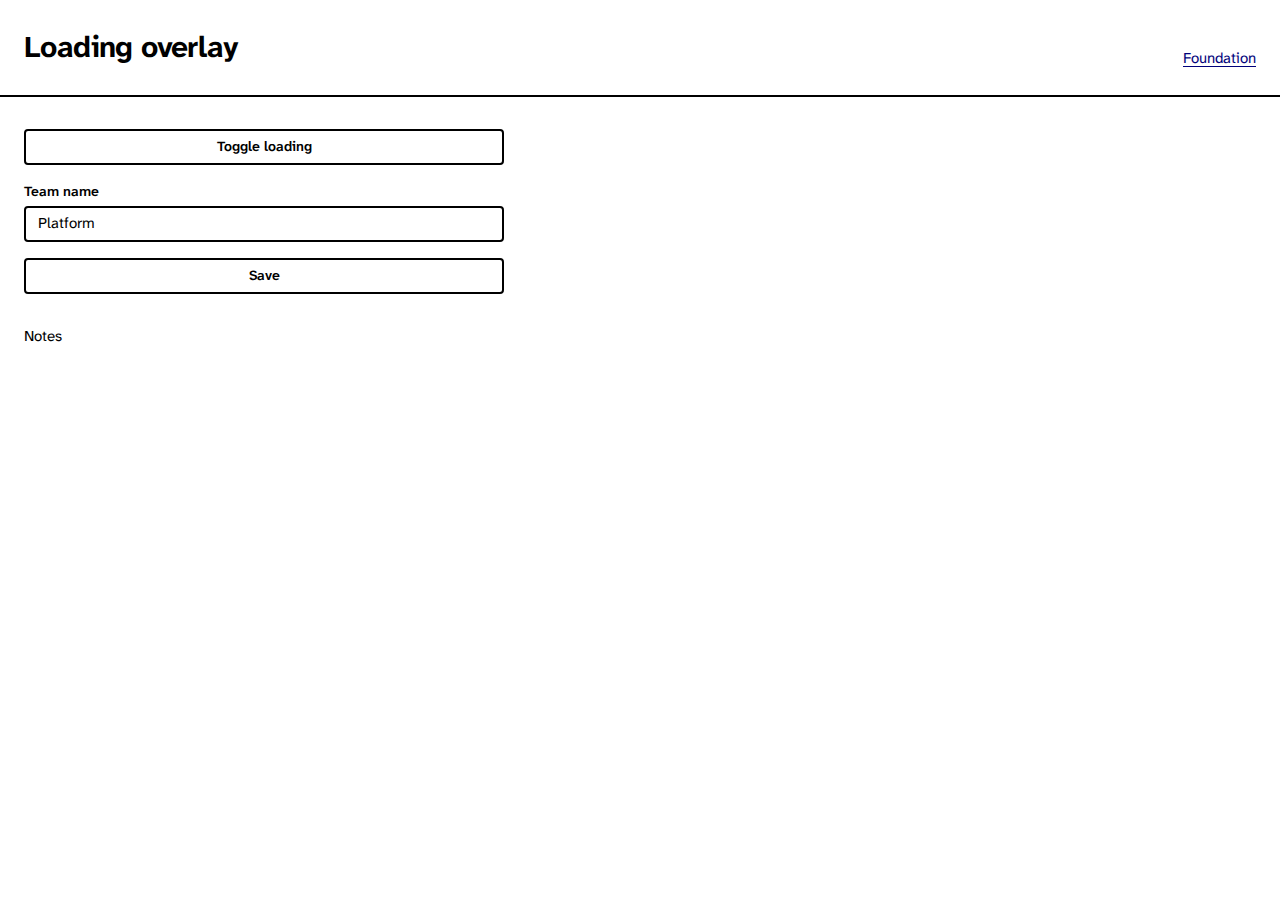 Loading overlay
Foundation
Toggle loading
Team name
Platform
Save
Notes